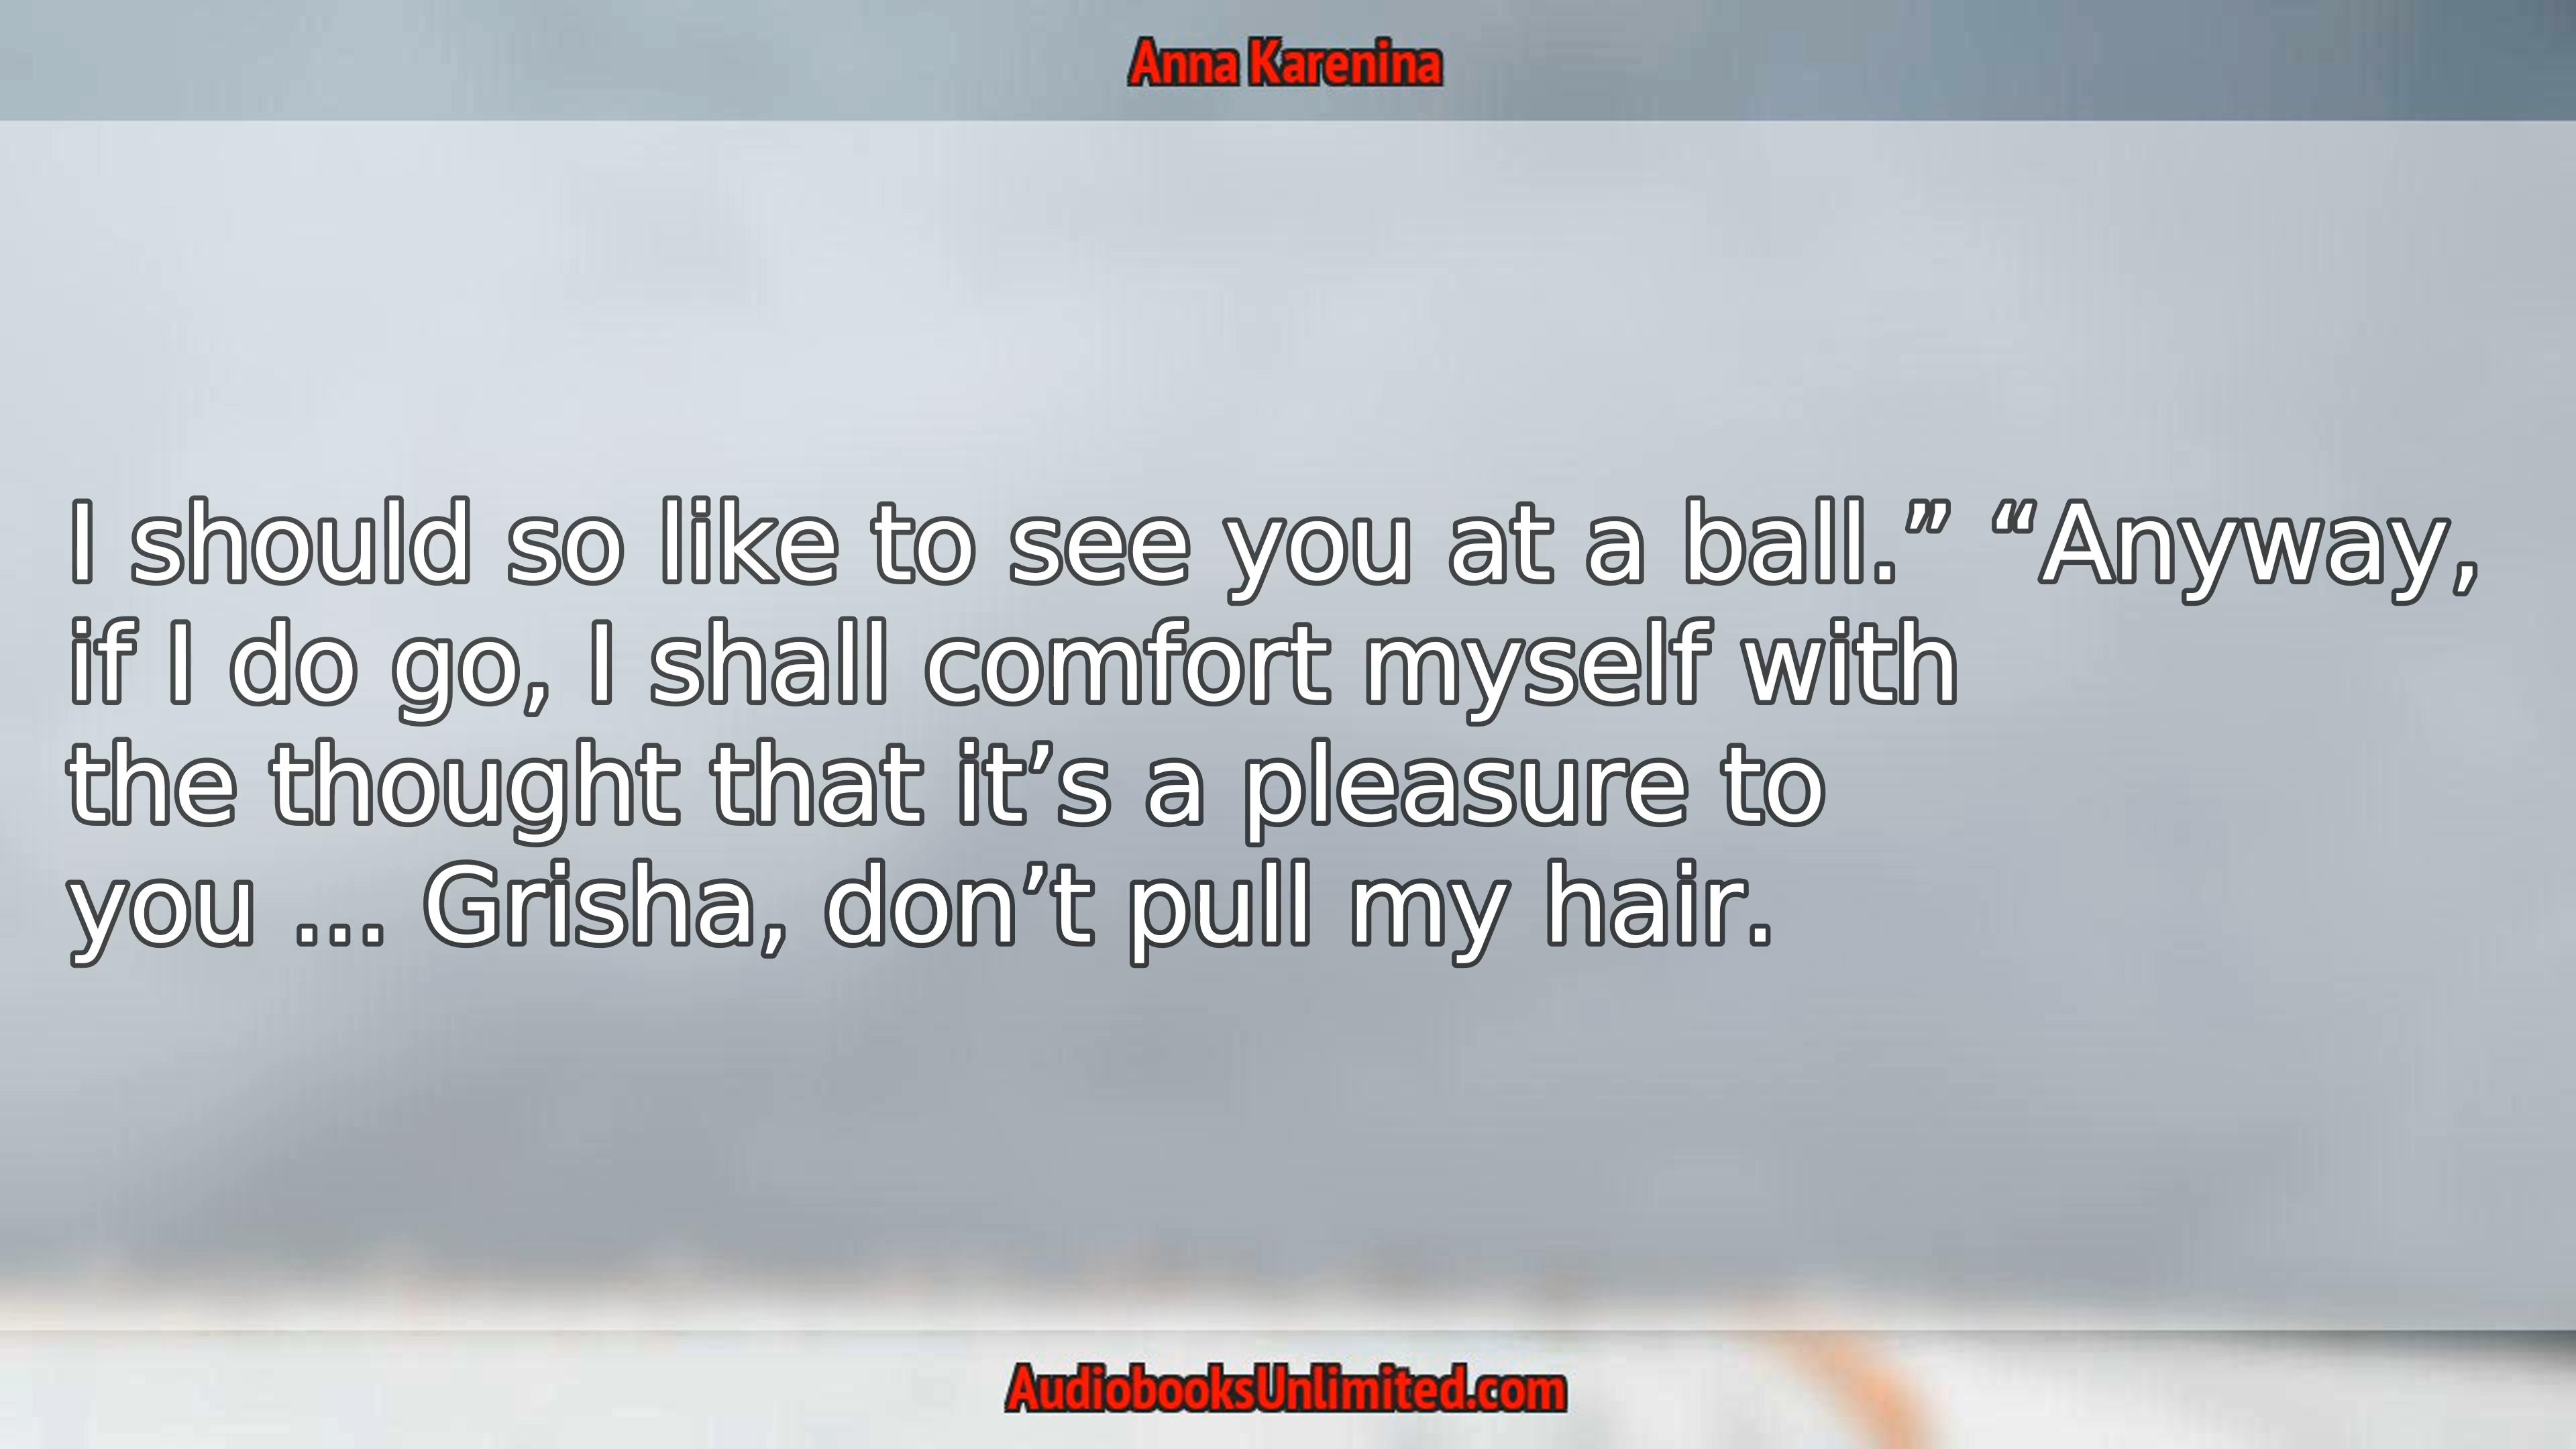 Anna Karenina
I should so like to see you at a ball.” “Anyway,
if I do go, I shall comfort myself with
the thought that it’s a pleasure to
you ... Grisha, don’t pull my hair.
AudiobooksUnlimited.com